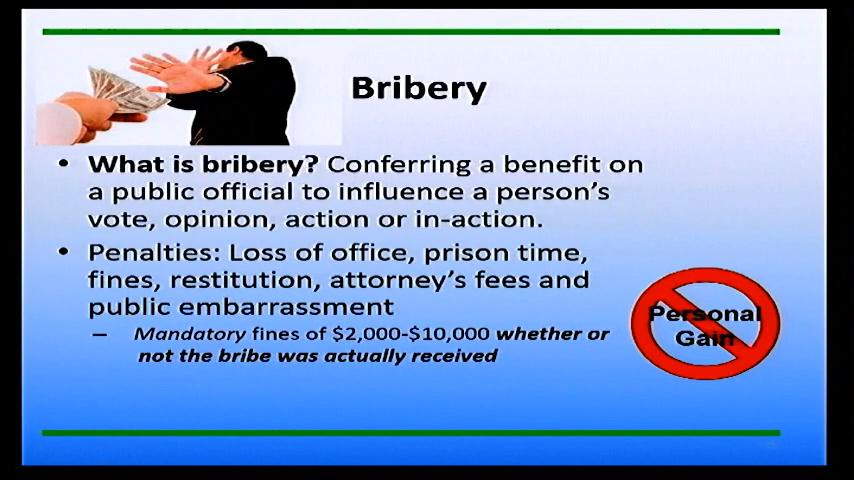 Bribery
• What is bribery? Conferring a benefit on
a public official to influence a person's
vote, opinion, action or in-action.
• Penalties: Loss of office, prison time,
fines, restitution, attorney's fees and
public embarrassment
– Mandatory fines of $2,000-$10,000 whether or
not the bribe was actually received
Personal
Gain